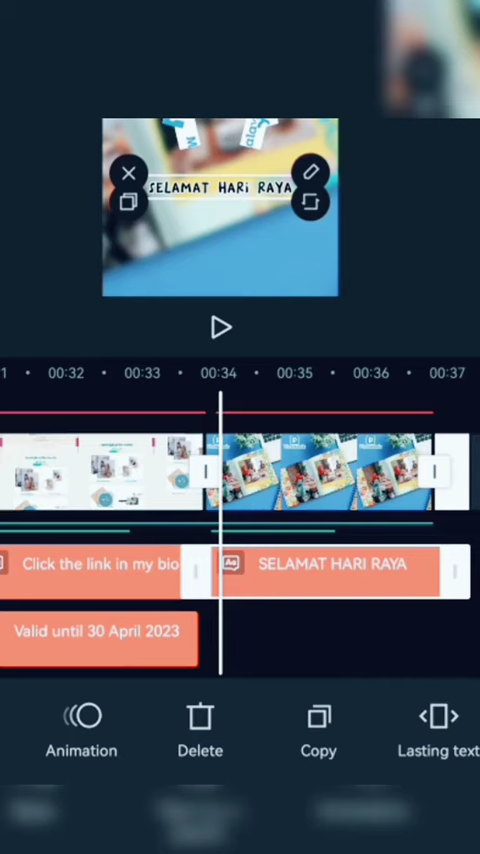 SELAMAT HARI RAYA
1 • 00:32 • 00:33 • 00:34 • 00:35 • 00:36 • 00:37
Click the link in my bio
SELAMAT HARI RAYA
Valid until 30 April 2023
Animation Delete Copy Lasting text